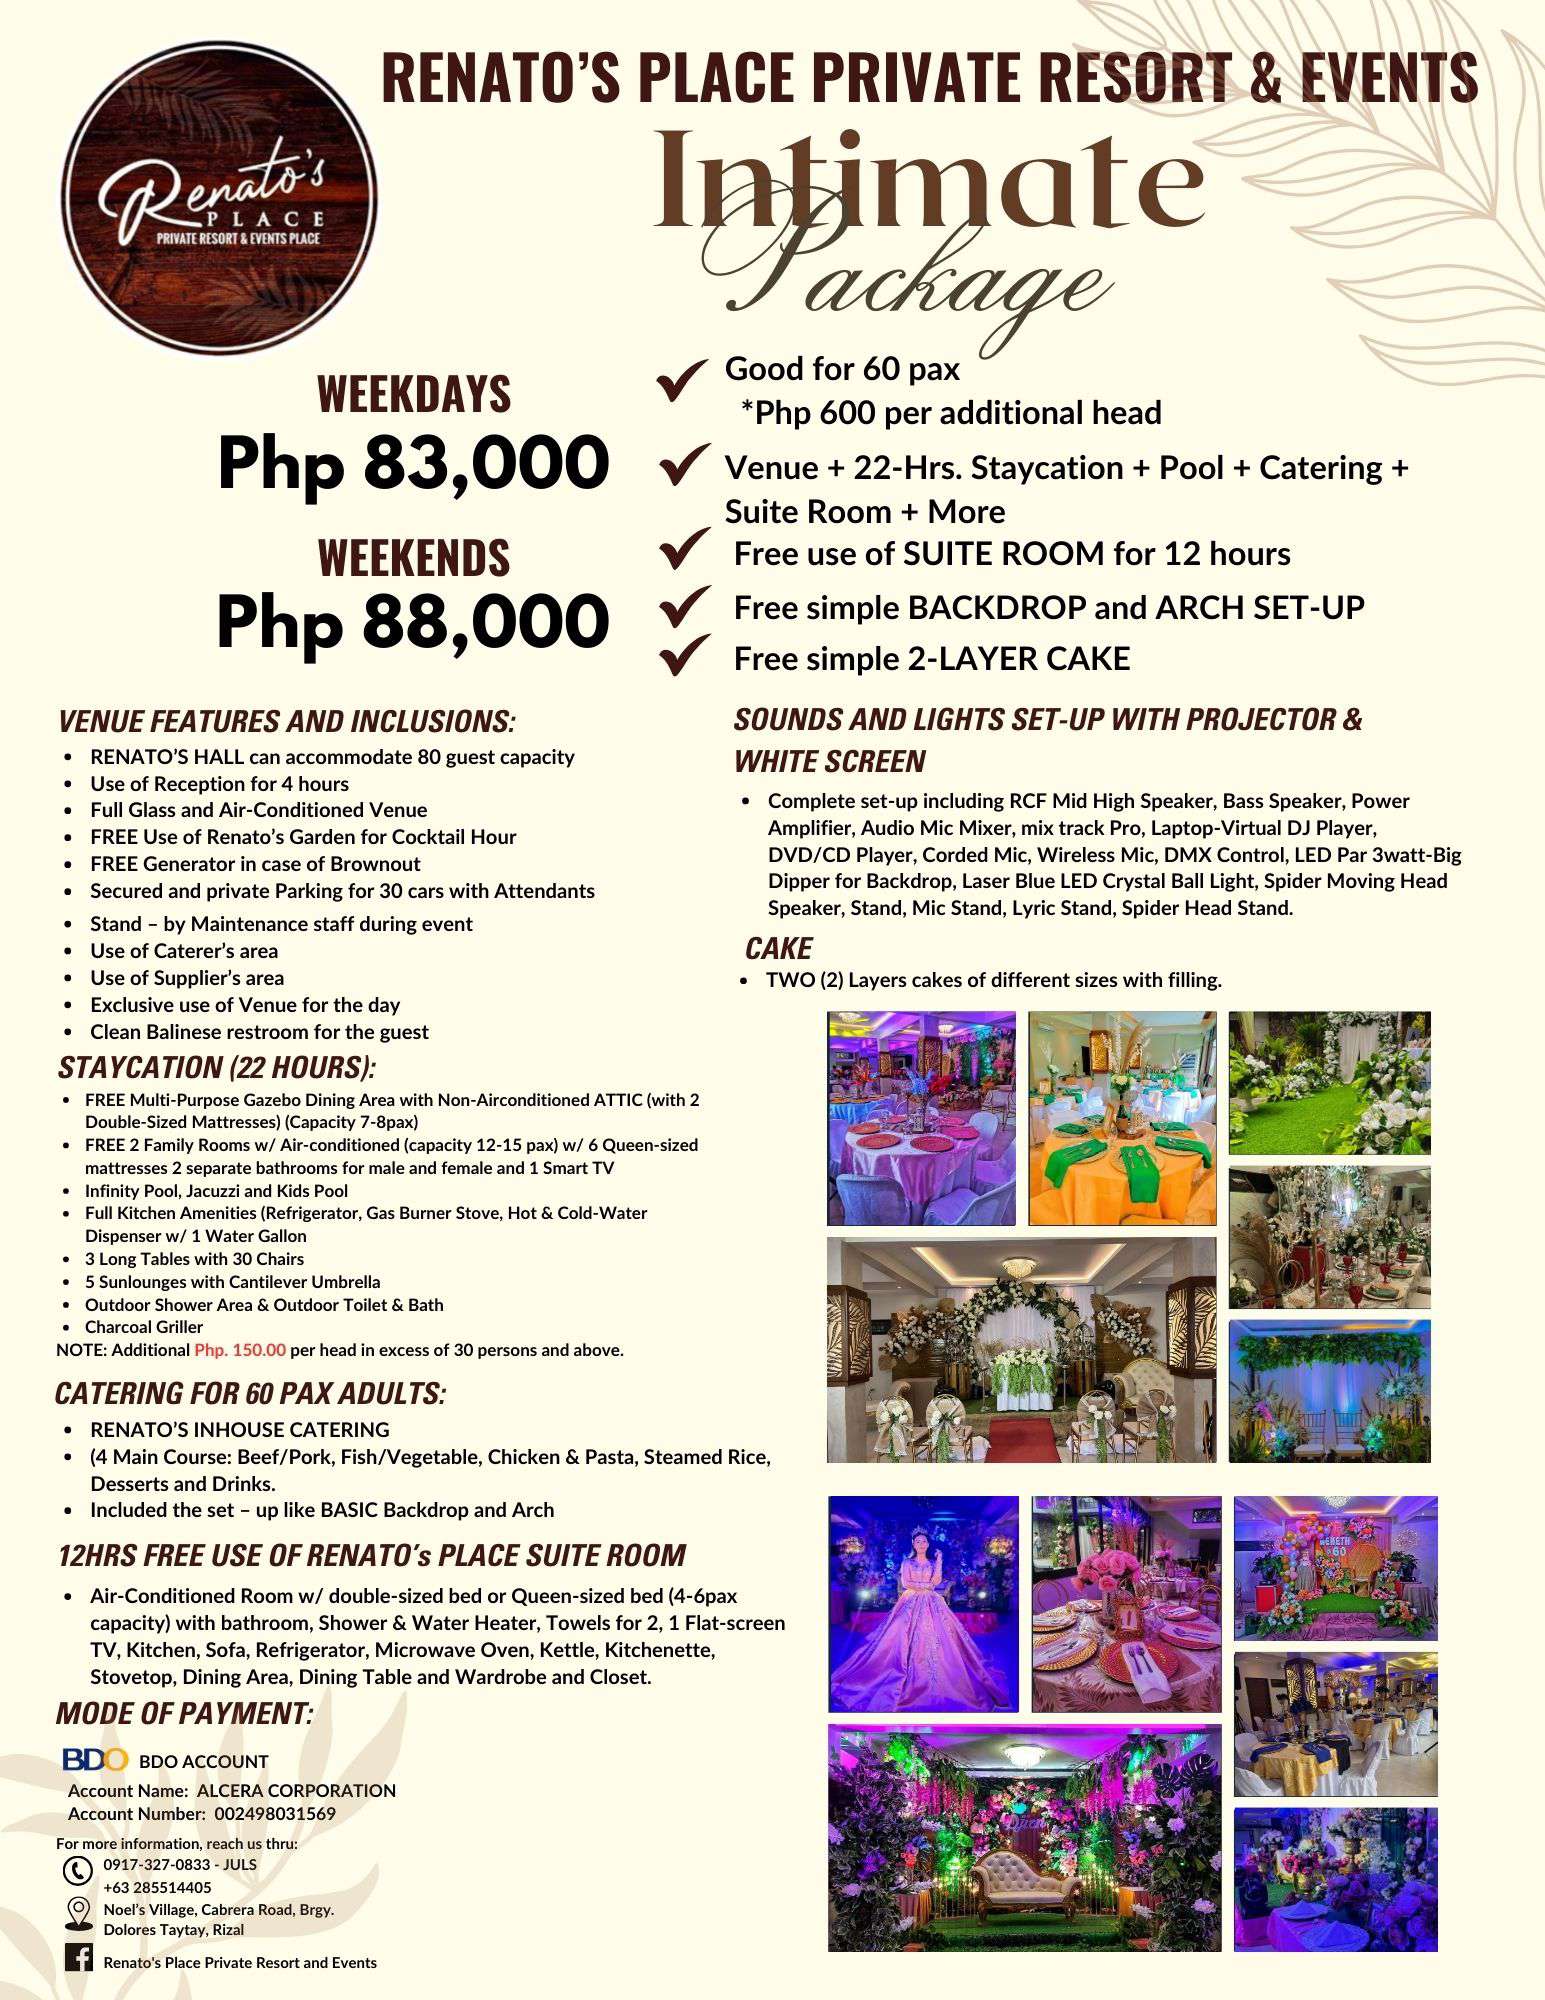 RENATO'S PLACE PRIVATE RESORT & EVENTS
Renato's
PLACE
PRIVATE RESORT & EVENTS PLACE
Intimate
Package
WEEKDAYS
Php 83,000
WEEKENDS
Php 88,000
Good for 60 pax
*Php 600 per additional head
Venue + 22-Hrs. Staycation + Pool + Catering +
Suite Room + More
Free use of SUITE ROOM for 12 hours
Free simple BACKDROP and ARCH SET-UP
Free simple 2-LAYER CAKE
VENUE FEATURES AND INCLUSIONS:
• RENATO'S HALL can accommodate 80 guest capacity
• Use of Reception for 4 hours
• Full Glass and Air-Conditioned Venue
• FREE Use of Renato's Garden for Cocktail Hour
• FREE Generator in case of Brownout
• Secured and private Parking for 30 cars with Attendants
• Stand – by Maintenance staff during event
• Use of Caterer's area
• Use of Supplier's area
• Exclusive use of Venue for the day
• Clean Balinese restroom for the guest
STAYCATION (22 HOURS):
• FREE Multi-Purpose Gazebo Dining Area with Non-Airconditioned ATTIC (with 2
Double-Sized Mattresses) (Capacity 7-8pax)
• FREE 2 Family Rooms w/ Air-conditioned (capacity 12-15 pax) w/ 6 Queen-sized
mattresses 2 separate bathrooms for male and female and 1 Smart TV
• Infinity Pool, Jacuzzi and Kids Pool
• Full Kitchen Amenities (Refrigerator, Gas Burner Stove, Hot & Cold-Water
Dispenser w/ 1 Water Gallon
• 3 Long Tables with 30 Chairs
• 5 Sunlounges with Cantilever Umbrella
• Outdoor Shower Area & Outdoor Toilet & Bath
• Charcoal Griller
NOTE: Additional Php. 150.00 per head in excess of 30 persons and above.
CATERING FOR 60 PAX ADULTS:
• RENATO'S INHOUSE CATERING
• (4 Main Course: Beef/Pork, Fish/Vegetable, Chicken & Pasta, Steamed Rice,
Desserts and Drinks.
• Included the set – up like BASIC Backdrop and Arch
12HRS FREE USE OF RENATO's PLACE SUITE ROOM
• Air-Conditioned Room w/ double-sized bed or Queen-sized bed (4-6pax
capacity) with bathroom, Shower & Water Heater, Towels for 2, 1 Flat-screen
TV, Kitchen, Sofa, Refrigerator, Microwave Oven, Kettle, Kitchenette,
Stovetop, Dining Area, Dining Table and Wardrobe and Closet.
MODE OF PAYMENT:
BDO BDO ACCOUNT
Account Name: ALCERA CORPORATION
Account Number: 002498031569
For more information, reach us thru:
0917-327-0833 - JULS
+63 285514405
Noel's Village, Cabrera Road, Brgy.
Dolores Taytay, Rizal
Renato's Place Private Resort and Events
SOUNDS AND LIGHTS SET-UP WITH PROJECTOR &
WHITE SCREEN
• Complete set-up including RCF Mid High Speaker, Bass Speaker, Power
Amplifier, Audio Mic Mixer, mix track Pro, Laptop-Virtual DJ Player,
DVD/CD Player, Corded Mic, Wireless Mic, DMX Control, LED Par 3watt-Big
Dipper for Backdrop, Laser Blue LED Crystal Ball Light, Spider Moving Head
Speaker, Stand, Mic Stand, Lyric Stand, Spider Head Stand.
CAKE
• TWO (2) Layers cakes of different sizes with filling.
60